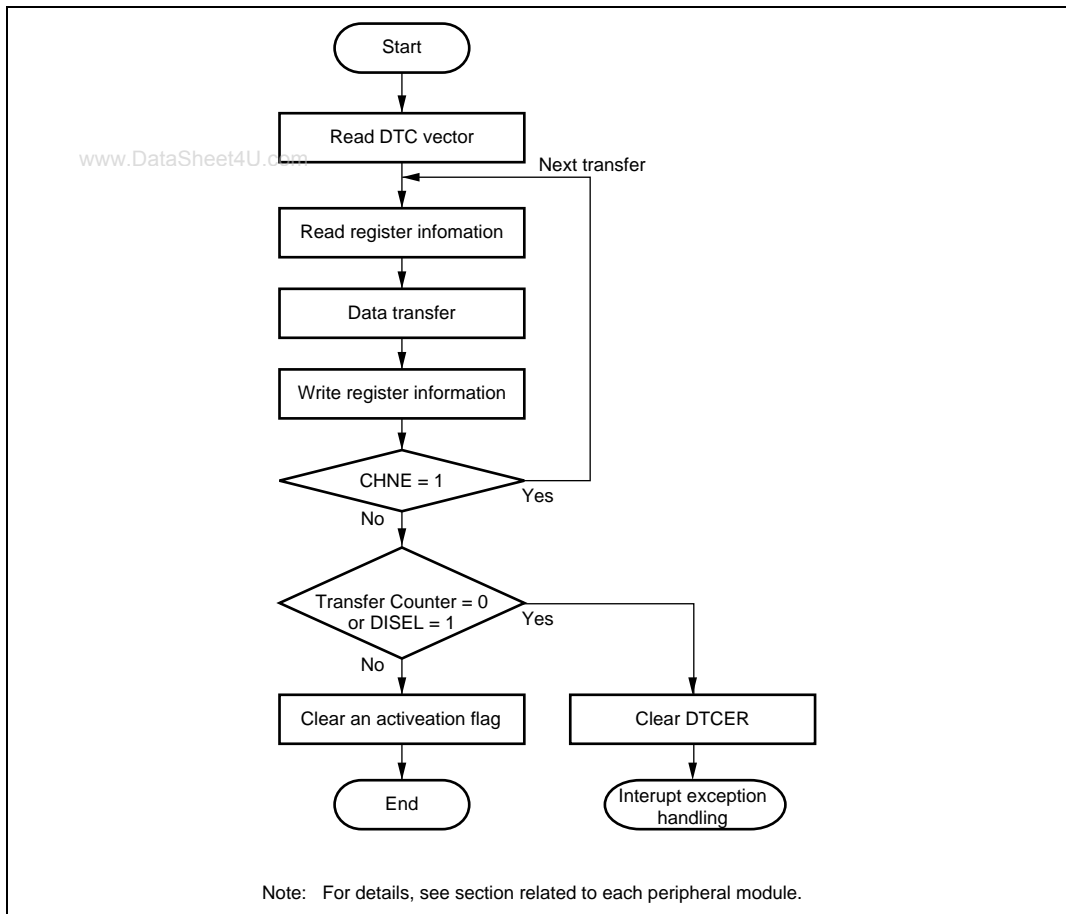 Start
Read DTC vector
www.DataSheet4U.com
Next transfer
Read register infomation
Data transfer
Write register information
CHNE = 1
Yes
No
Transfer Counter = 0
or DISEL = 1
Yes
No
Clear an activeation flag
Clear DTCER
End
Interupt exception
handling
Note: For details, see section related to each peripheral module.